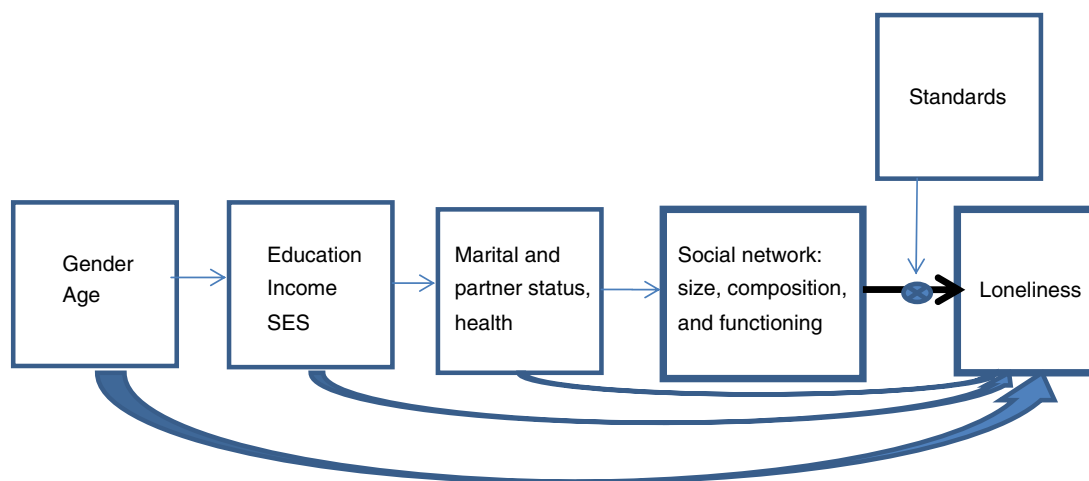 Standards
Gender
Age
Education
Income
SES
Marital and
partner status,
health
Social network:
size, composition,
and functioning
Loneliness